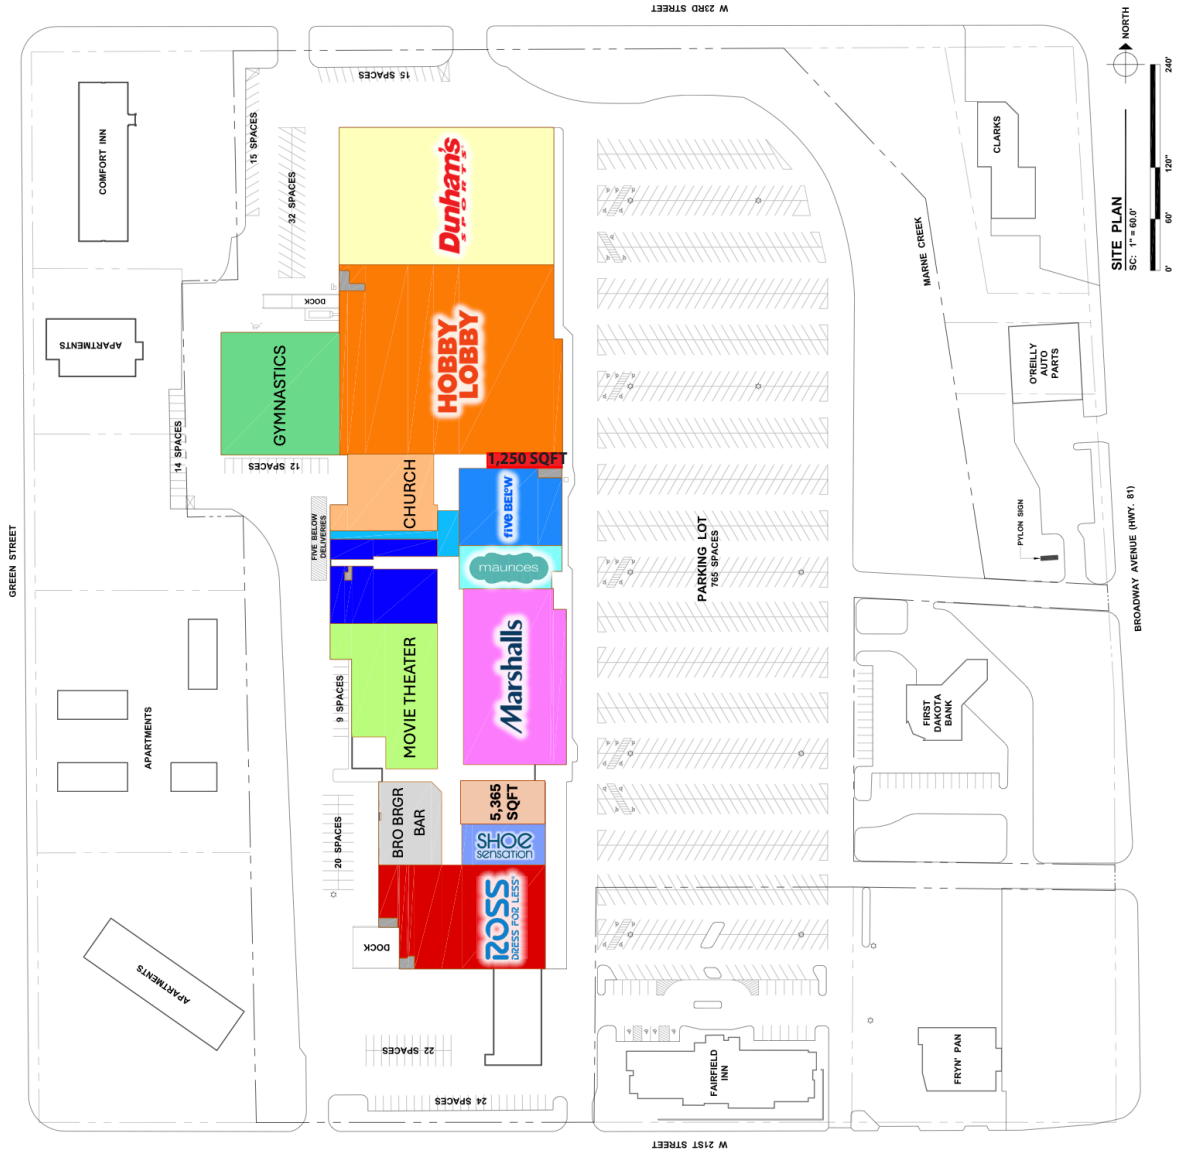 W 23RD STREET
NORTH
15 SPACES
COMFORT INN
15 SPACES
32 SPACES
DUNHAM'S
SPORTS
CLARKS
SITE PLAN
SC: 1" = 60.0'
0'
60'
120'
240'
MARNE CREEK
DOCK
APARTMENTS
GYMNASTICS
HOBBY
LOBBY
O'REILLY
AUTO
PARTS
14 SPACES
12 SPACES
CHURCH
1,250 SQFT
five BELOW
FIVE BELOW
DELIVERIES
maurices
PARKING LOT
765 SPACES
PYLON SIGN
GREEN STREET
BROADWAY AVENUE (HWY. 81)
MOVIE THEATER
Marshalls
9 SPACES
FIRST
DAKOTA
BANK
APARTMENTS
5,365
SQFT
BRO BRGR
BAR
SHOE
sensation
20 SPACES
ROSS
DRESS FOR LESS®
DOCK
APARTMENTS
22 SPACES
24 SPACES
FAIRFIELD
INN
FRYN' PAN
W 21ST STREET